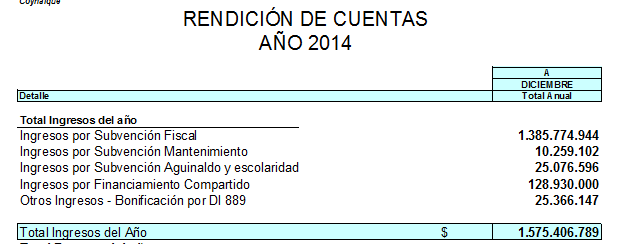 Coyhaique
RENDICIÓN DE CUENTAS
AÑO 2014
A
DICIEMBRE
Detalle Total Anual
Total Ingresos del año
Ingresos por Subvención Fiscal 1.385.774.944
Ingresos por Subvención Mantenimiento 10.259.102
Ingresos por Subvención Aguinaldo y escolaridad 25.076.596
Ingresos por Financiamiento Compartido 128.930.000
Otros Ingresos - Bonificación por Dl 889 25.366.147
Total Ingresos del Año $ 1.575.406.789